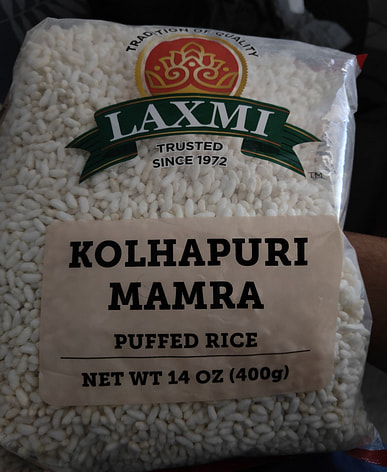 TRADITION OF QUALITY
LAXMI
TRUSTED
SINCE 1972
TM
KOLHAPURI
MAMRA
PUFFED RICE
NET WT 14 OZ (400g)